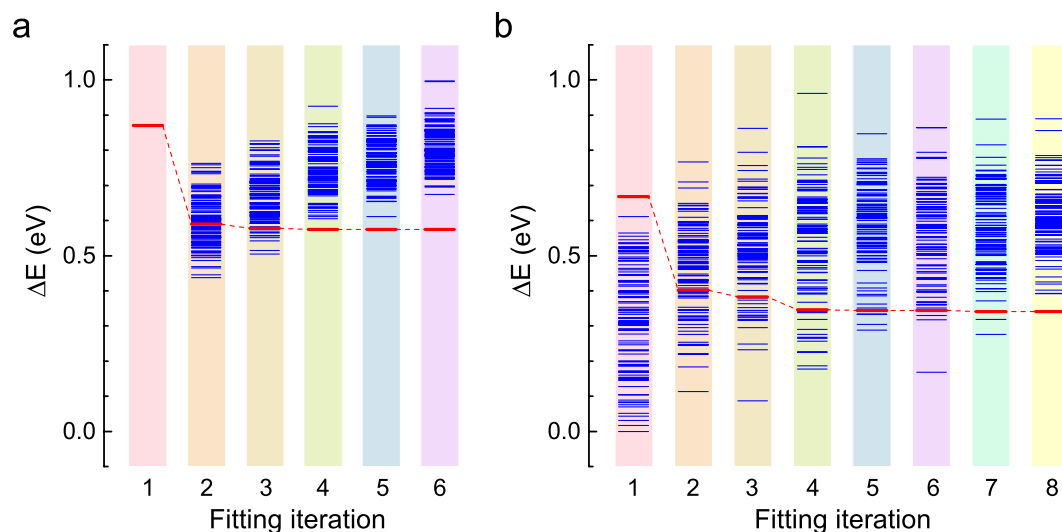 a
1.0
0.5
0.0
ΔE (eV)
1 2 3 4 5 6
Fitting iteration
b
1.0
0.5
0.0
ΔE (eV)
1 2 3 4 5 6 7 8
Fitting iteration